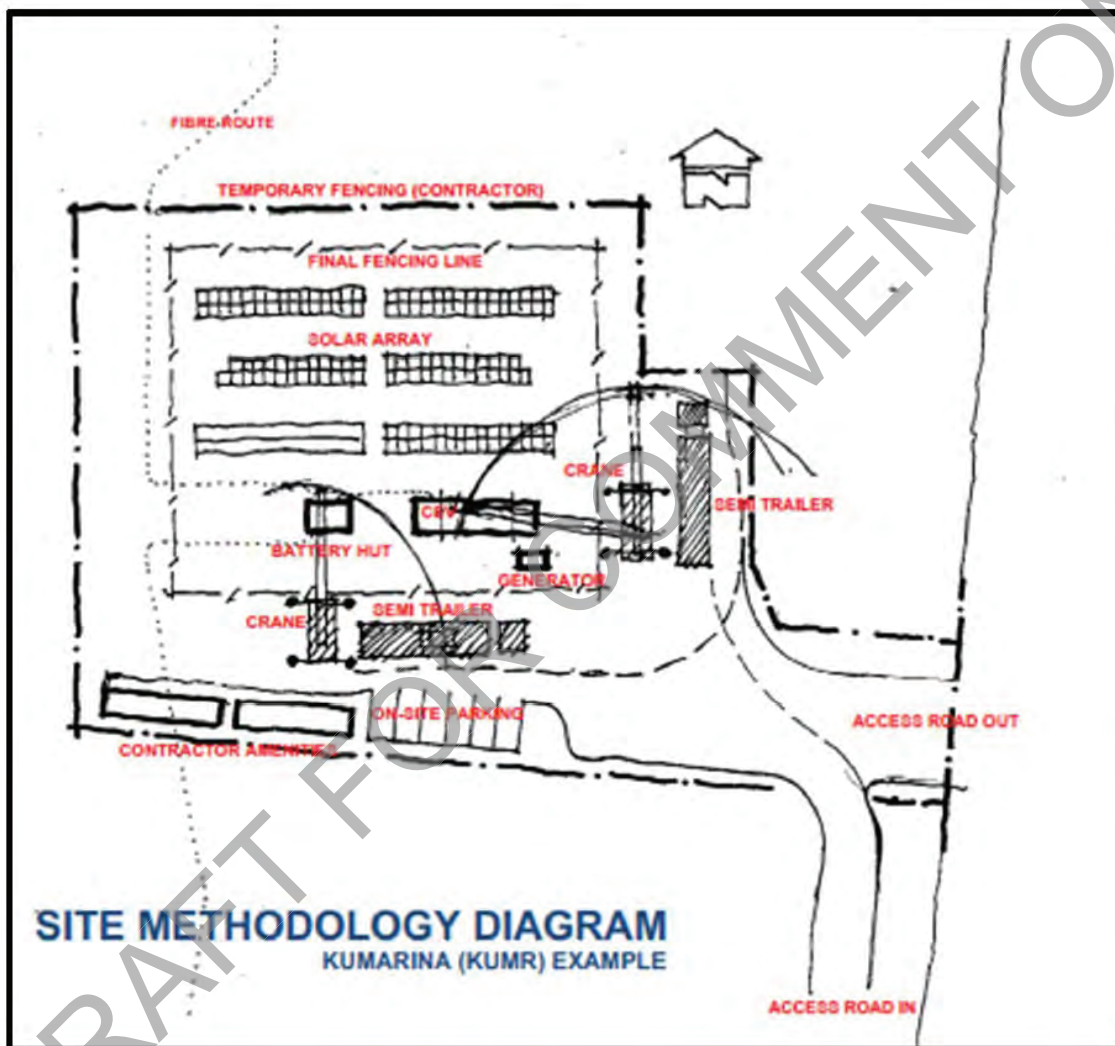 FIBRE ROUTE
TEMPORARY FENCING (CONTRACTOR)
FINAL FENCING LINE
SOLAR ARRAY
CRANE
SEMI TRAILER
BATTERY HUT
GENERATOR
CRANE
SEMI TRAILER
ON-SITE PARKING
CONTRACTOR AMENITIES
ACCESS ROAD OUT
SITE METHODOLOGY DIAGRAM
KUMARINA (KUMR) EXAMPLE
ACCESS ROAD IN
RAFT FOR COMMENT ON